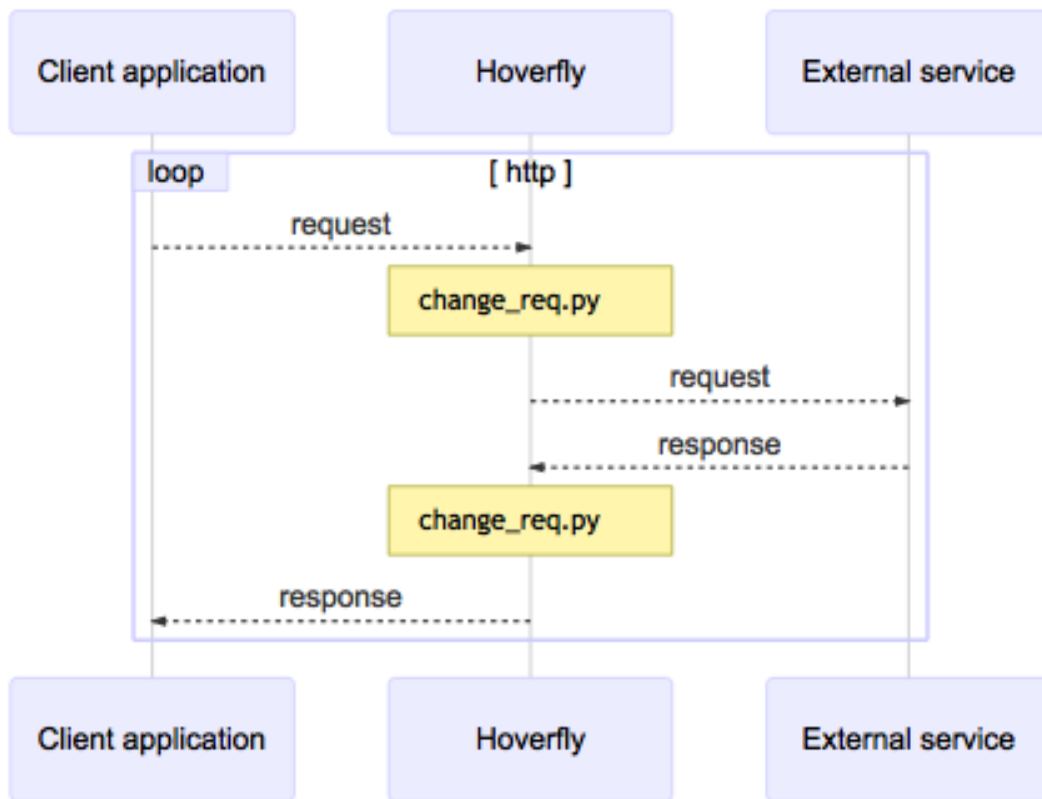 Client application
Hoverfly
External service
loop
[ http ]
request
change_req.py
request
response
change_req.py
response
Client application
Hoverfly
External service